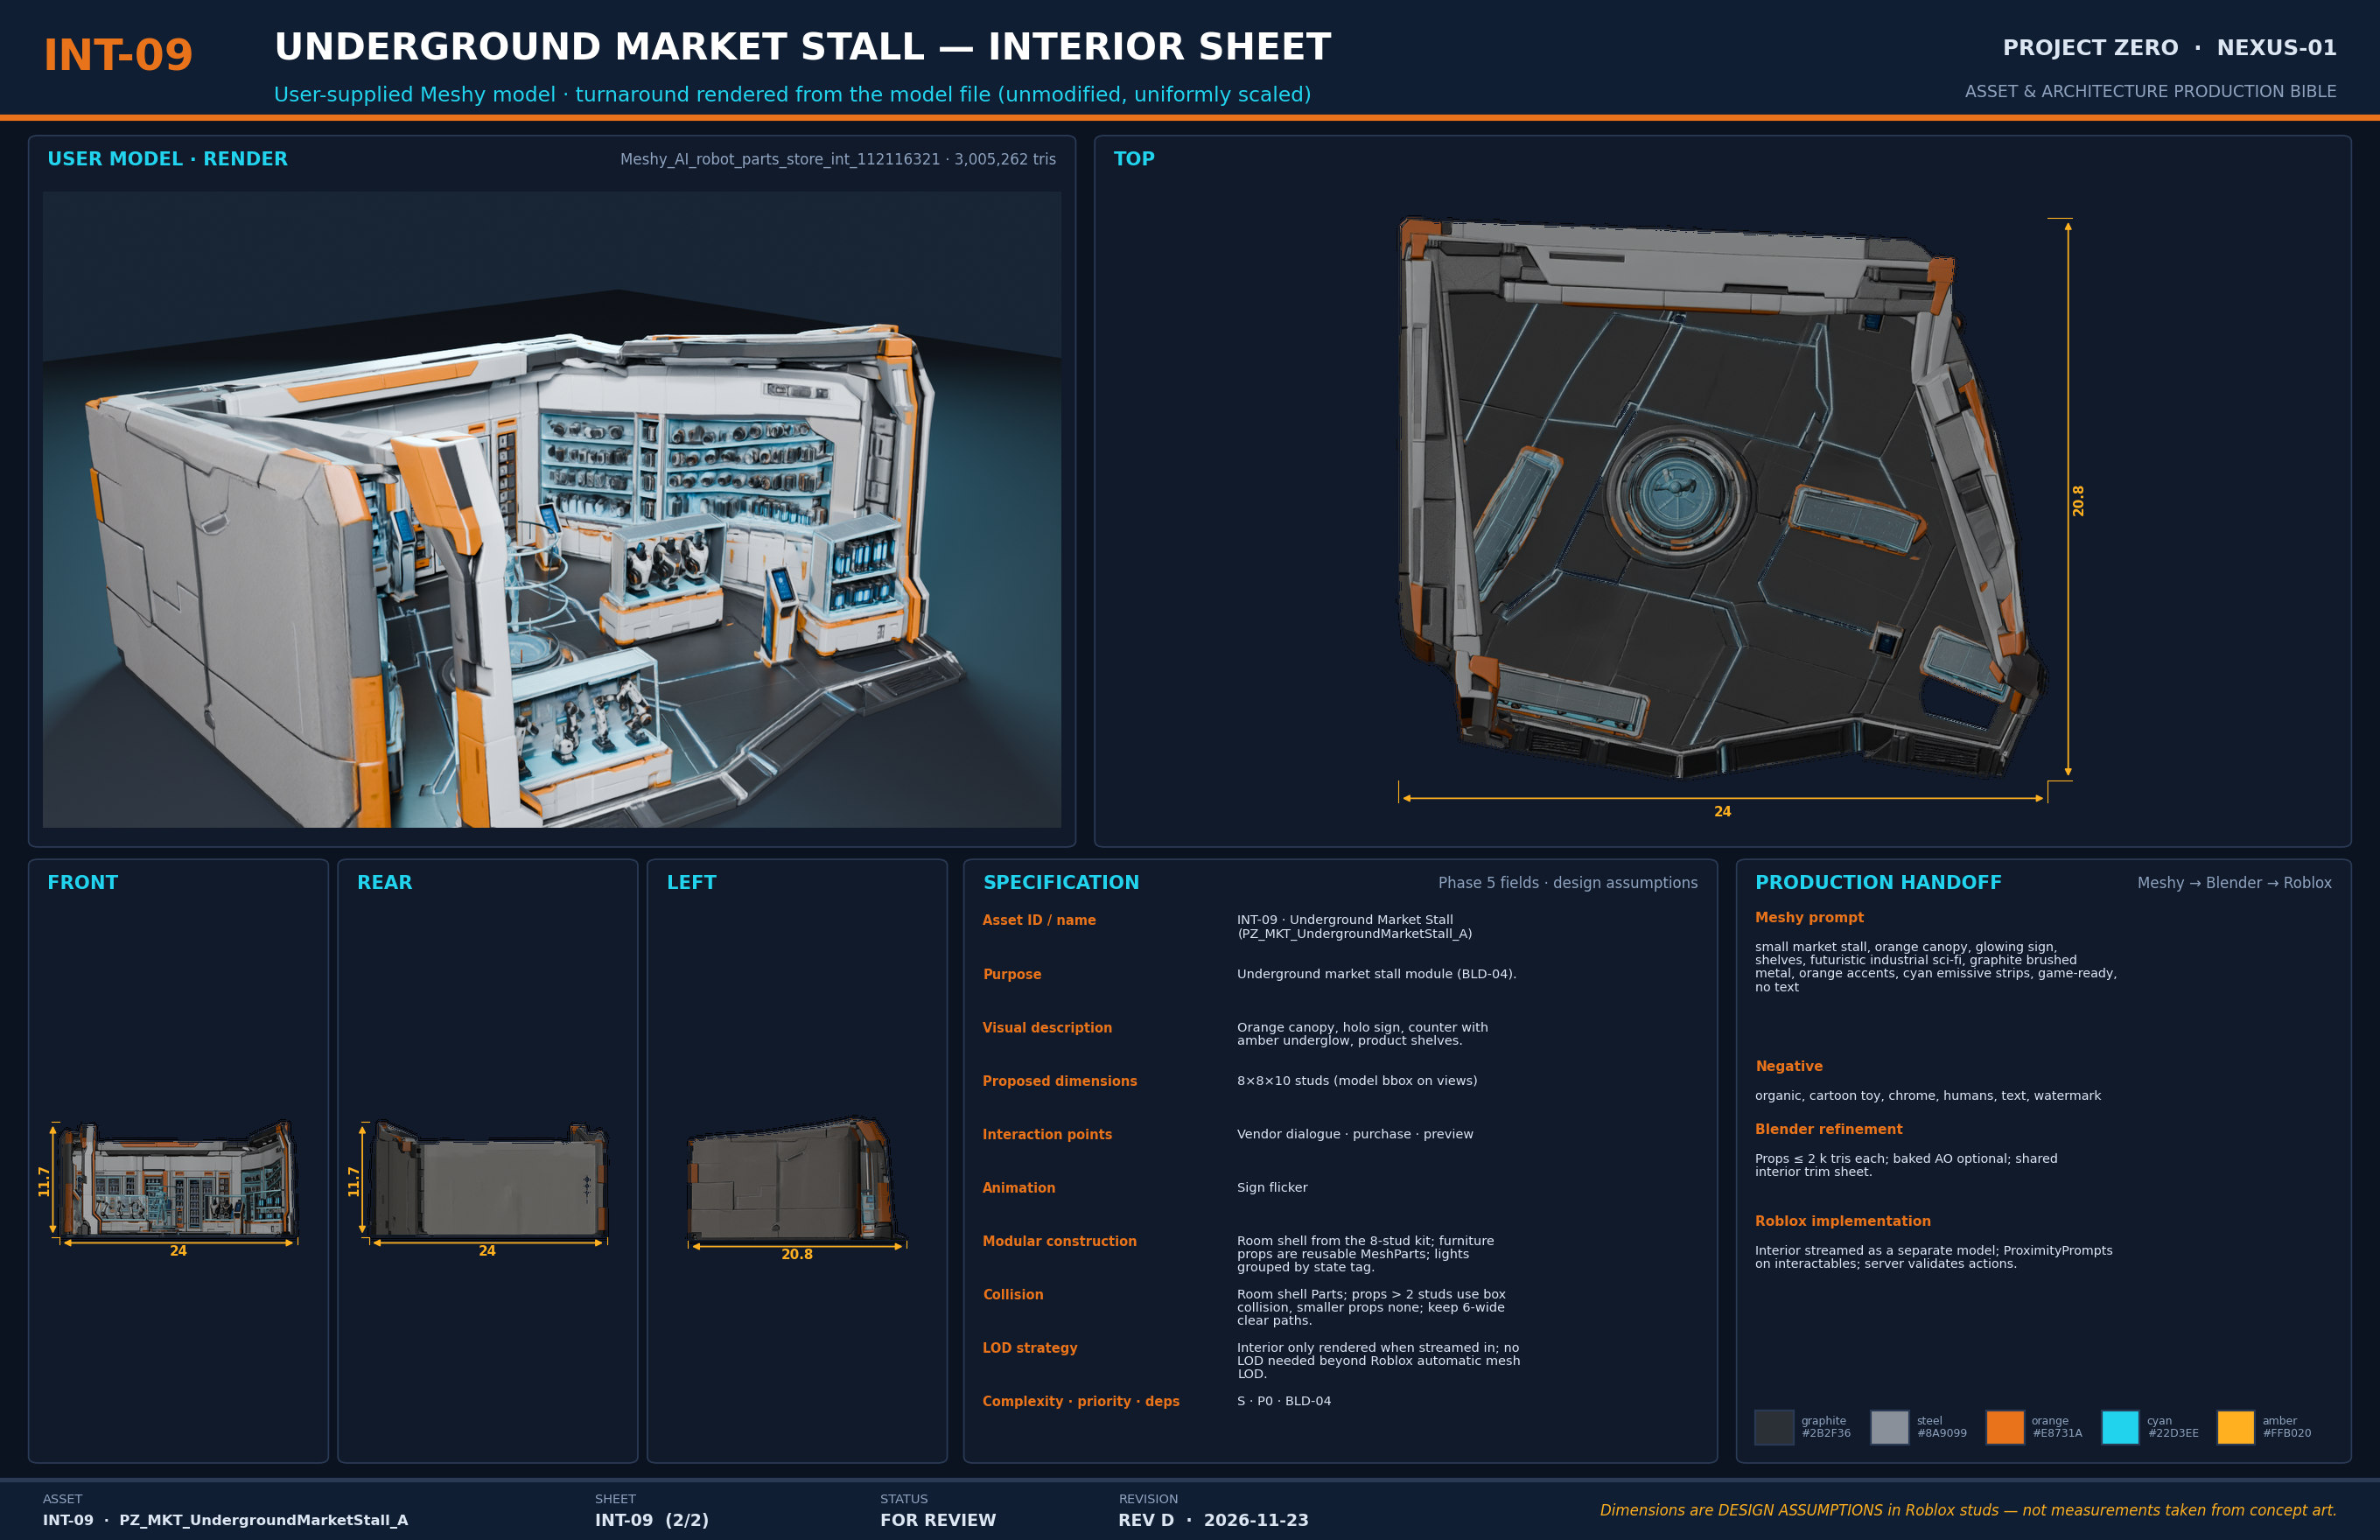 INT-09
UNDERGROUND MARKET STALL — INTERIOR SHEET
User-supplied Meshy model · turnaround rendered from the model file (unmodified, uniformly scaled)
PROJECT ZERO · NEXUS-01
ASSET & ARCHITECTURE PRODUCTION BIBLE
USER MODEL · RENDER
Meshy_AI_robot_parts_store_int_112116321 · 3,005,262 tris
TOP
20.8
24
FRONT
11.7
24
REAR
11.7
24
LEFT
20.8
SPECIFICATION
Phase 5 fields · design assumptions
Asset ID / name
INT-09 · Underground Market Stall
(PZ_MKT_UndergroundMarketStall_A)
Purpose
Underground market stall module (BLD-04).
Visual description
Orange canopy, holo sign, counter with
amber underglow, product shelves.
Proposed dimensions
8×8×10 studs (model bbox on views)
Interaction points
Vendor dialogue · purchase · preview
Animation
Sign flicker
Modular construction
Room shell from the 8-stud kit; furniture
props are reusable MeshParts; lights
grouped by state tag.
Collision
Room shell Parts; props > 2 studs use box
collision, smaller props none; keep 6-wide
clear paths.
LOD strategy
Interior only rendered when streamed in; no
LOD needed beyond Roblox automatic mesh
LOD.
Complexity · priority · deps
S · P0 · BLD-04
PRODUCTION HANDOFF
Meshy → Blender → Roblox
Meshy prompt
small market stall, orange canopy, glowing sign,
shelves, futuristic industrial sci-fi, graphite brushed
metal, orange accents, cyan emissive strips, game-ready,
no text
Negative
organic, cartoon toy, chrome, humans, text, watermark
Blender refinement
Props ≤ 2 k tris each; baked AO optional; shared
interior trim sheet.
Roblox implementation
Interior streamed as a separate model; ProximityPrompts
on interactables; server validates actions.
graphite
#2B2F36
steel
#8A9099
orange
#E8731A
cyan
#22D3EE
amber
#FFB020
ASSET
INT-09 · PZ_MKT_UndergroundMarketStall_A
SHEET
INT-09 (2/2)
STATUS
FOR REVIEW
REVISION
REV D · 2026-11-23
Dimensions are DESIGN ASSUMPTIONS in Roblox studs — not measurements taken from concept art.